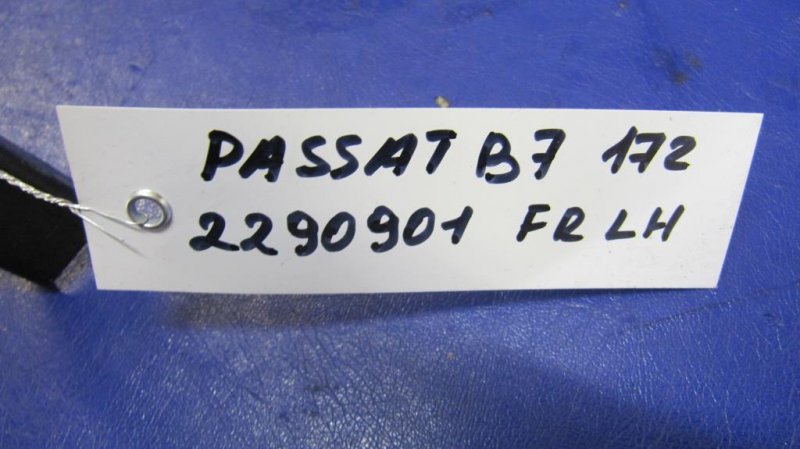 PASSAT B7 172
2290901 FR LH